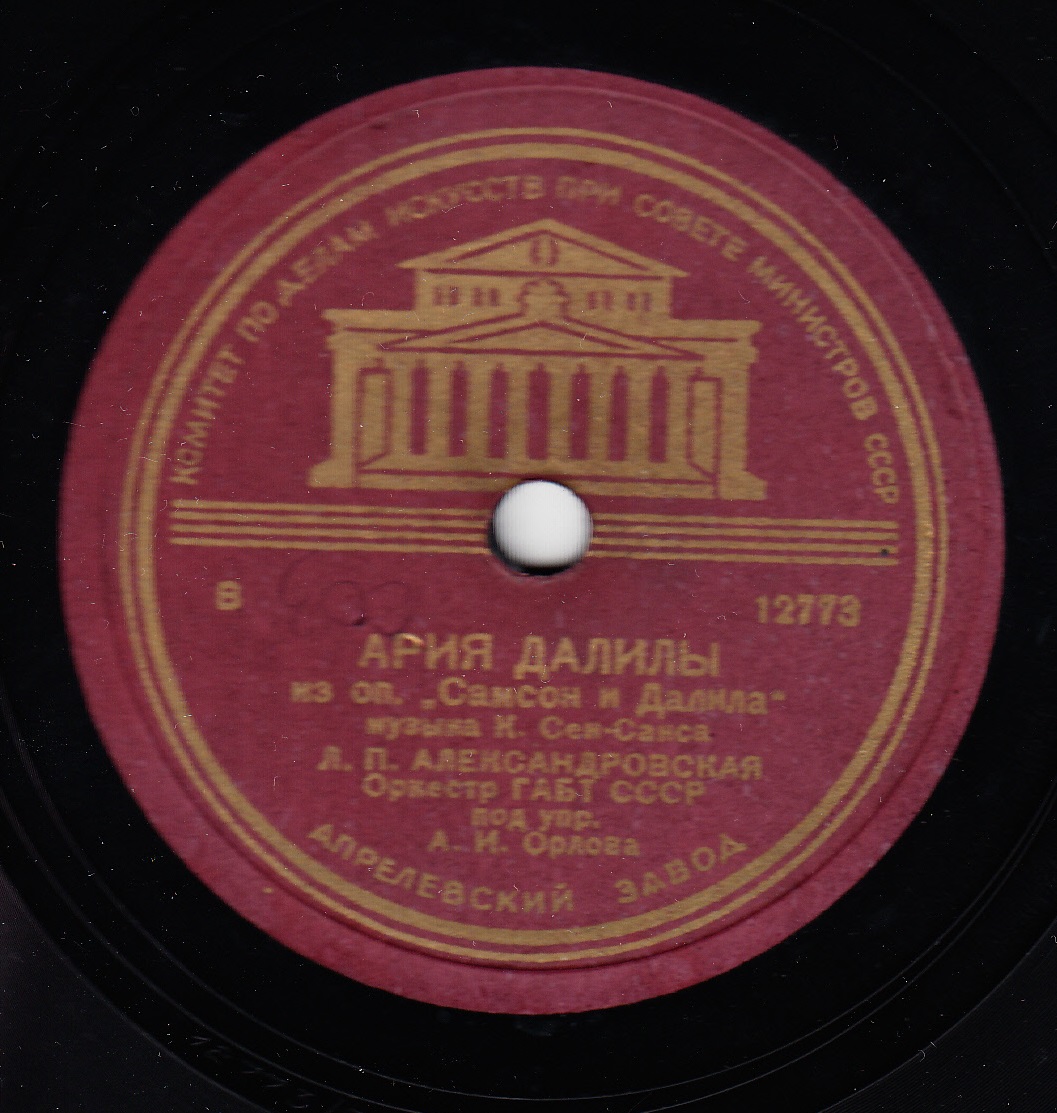 КОМИТЕТ ПО ДЕЛАМ ИСКУССТВ ПРИ СОВЕТЕ МИНИСТРОВ СССР
В 12773
АРИЯ ДАЛИЛЫ
из оп. „Самсон и Далила“
музыка К. Сен-Санса
Л. П. АЛЕКСАНДРОВСКАЯ
Оркестр ГАБТ СССР
под упр.
А. И. Орлова
АПРЕЛЕВСКИЙ ЗАВОД